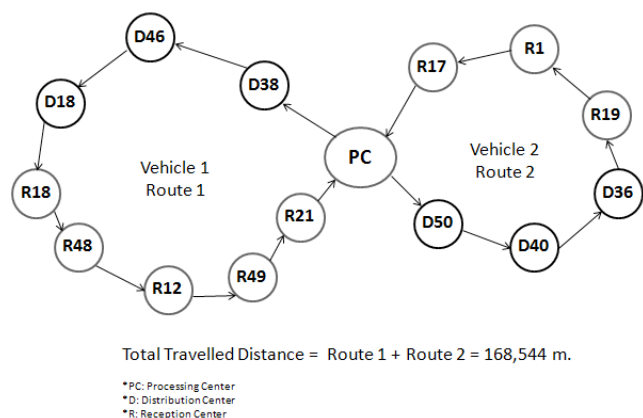 D46
R1
R17
D38
D18
R19
PC
Vehicle 1
Route 1
Vehicle 2
Route 2
R18
D36
R21
D50
R48
D40
R49
R12
Total Travelled Distance = Route 1 + Route 2 = 168,544 m.
*PC: Processing Center
*D: Distribution Center
*R: Reception Center